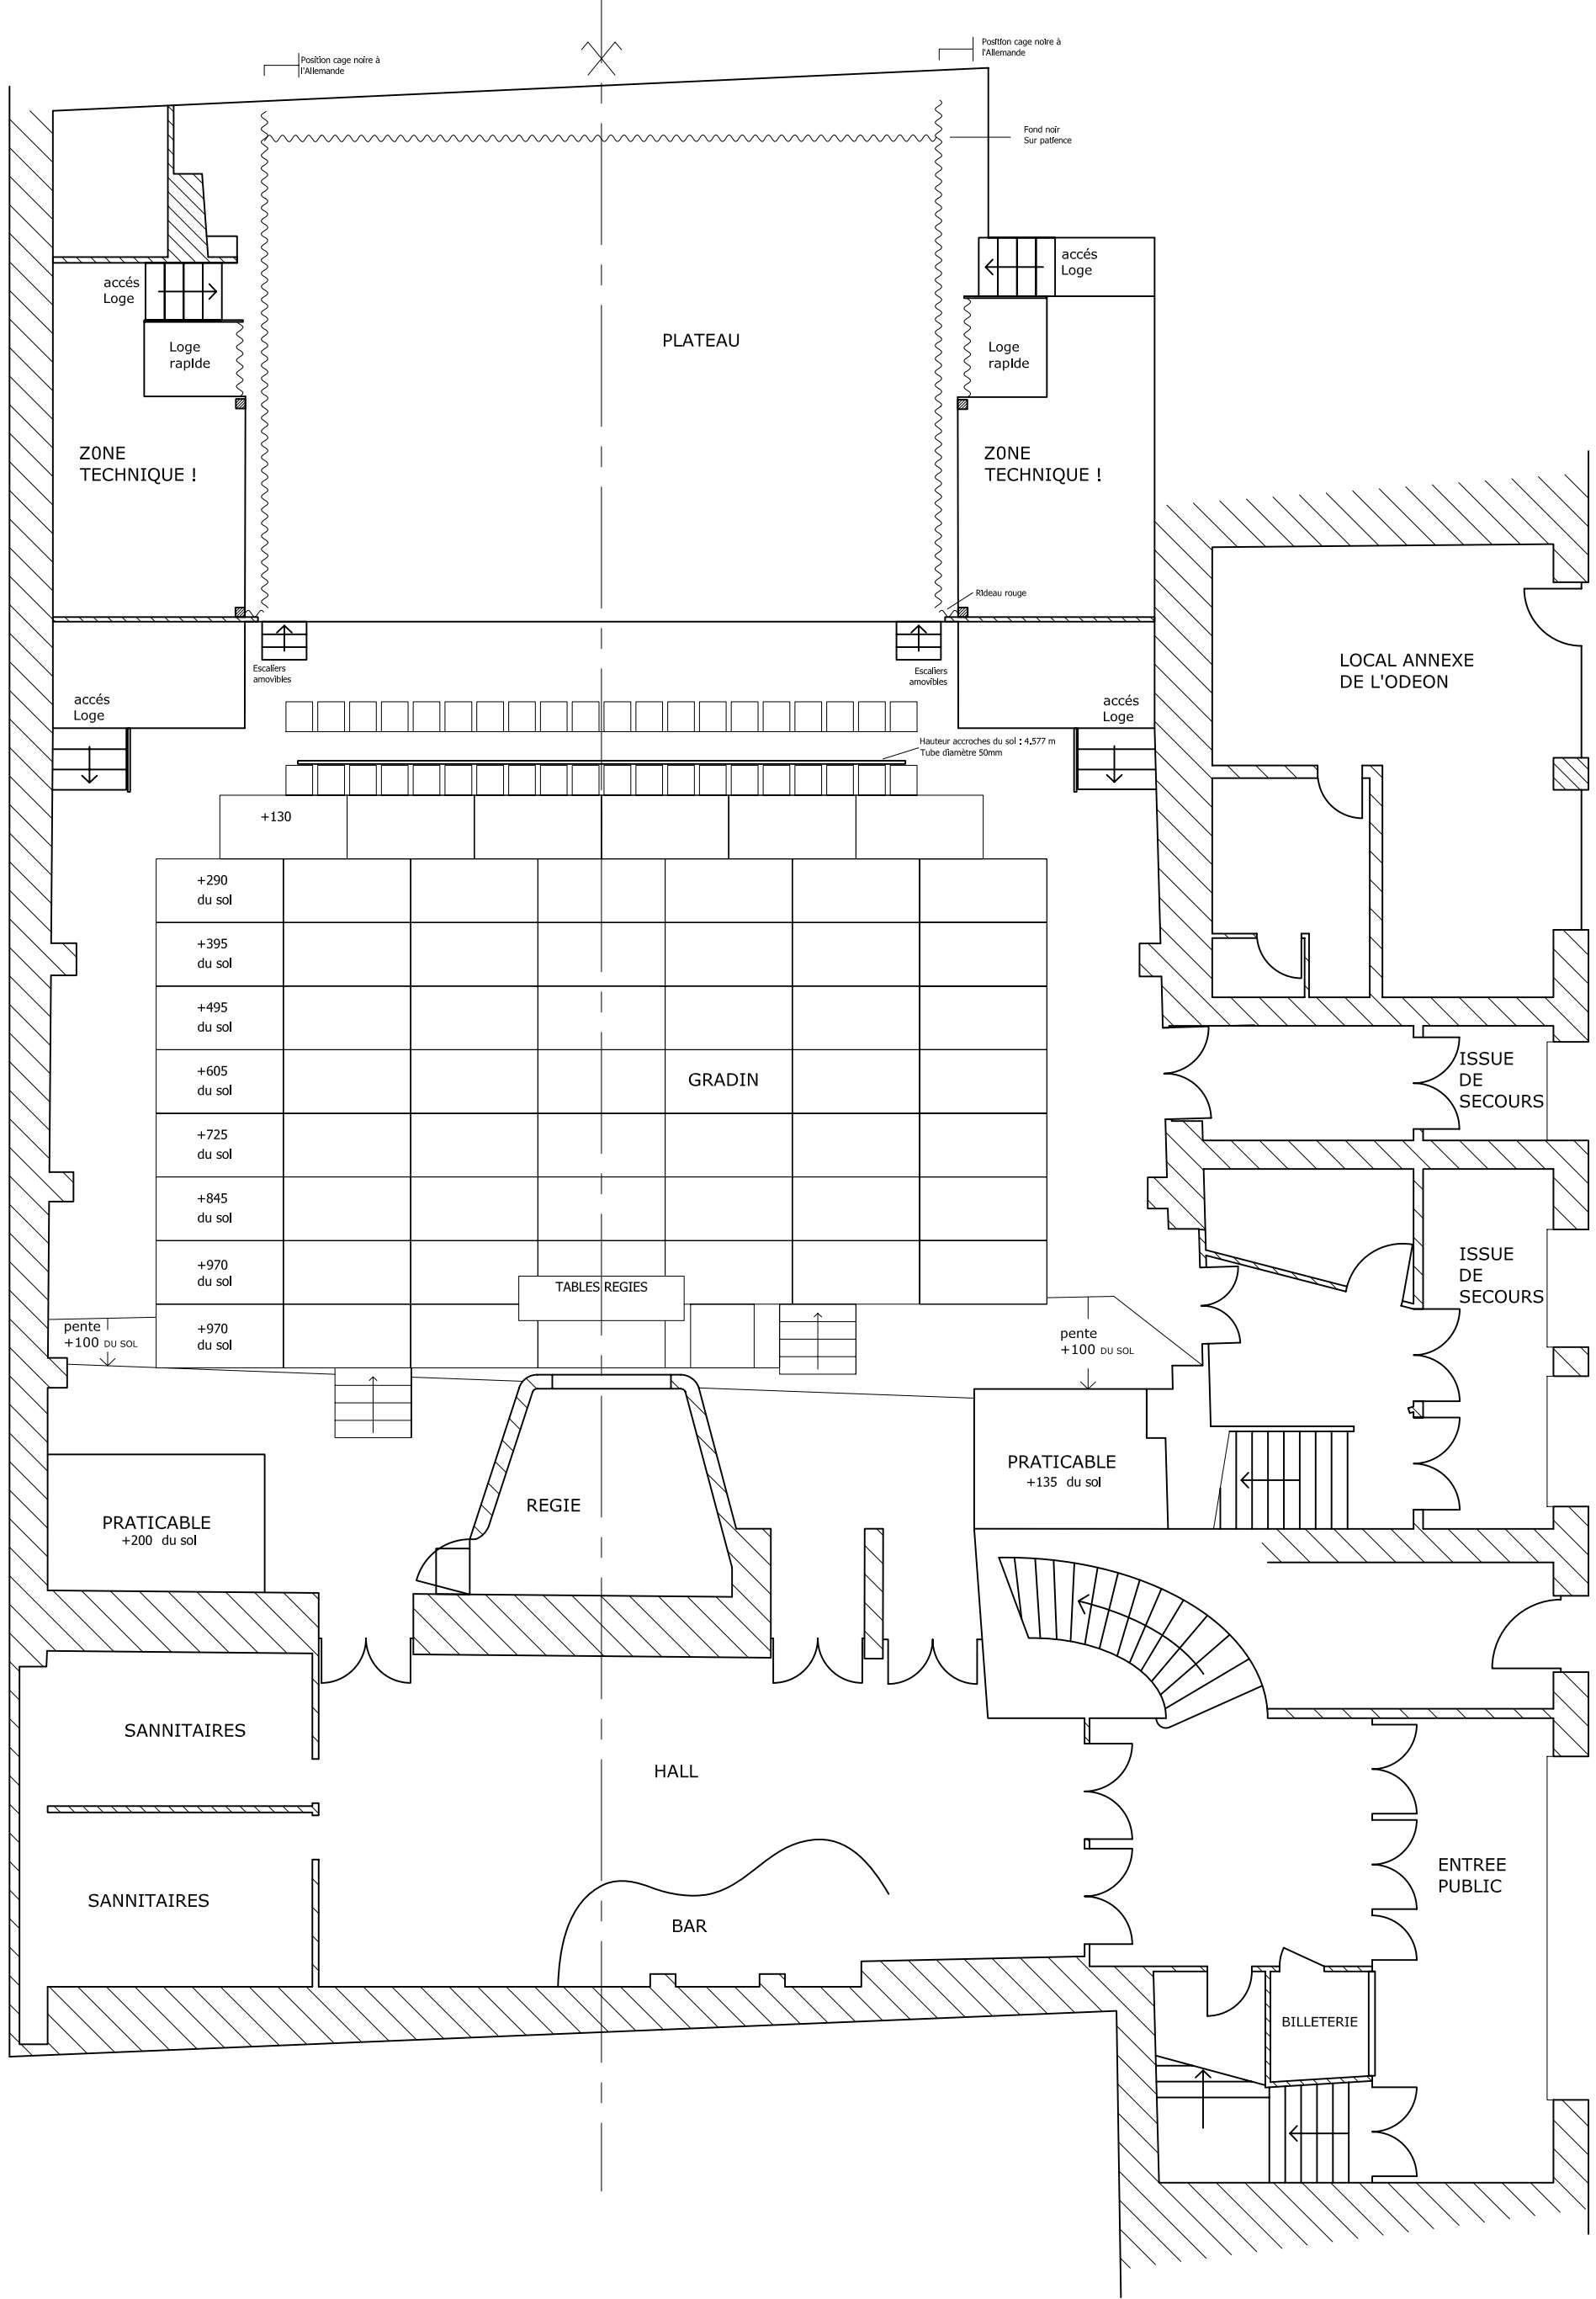 Position cage noire à
l'Allemande
Position cage noire à
l'Allemande
Fond noir
Sur patience
accés
Loge
accés
Loge
Loge
rapide
PLATEAU
Loge
rapide
Z0NE
TECHNIQUE !
Z0NE
TECHNIQUE !
Rideau rouge
Escaliers
amovibles
Escaliers
amovibles
LOCAL ANNEXE
DE L'ODEON
accés
Loge
accés
Loge
Hauteur accroches du sol : 4,577 m
Tube diamètre 50mm
+130
+290
du sol
+395
du sol
+495
du sol
+605
du sol
GRADIN
ISSUE
DE
SECOURS
+725
du sol
+845
du sol
+970
du sol
TABLES REGIES
ISSUE
DE
SECOURS
+970
du sol
pente
+100 DU SOL
pente
+100 DU SOL
PRATICABLE
+135 du sol
REGIE
PRATICABLE
+200 du sol
SANNITAIRES
HALL
SANNITAIRES
BAR
ENTREE
PUBLIC
BILLETERIE